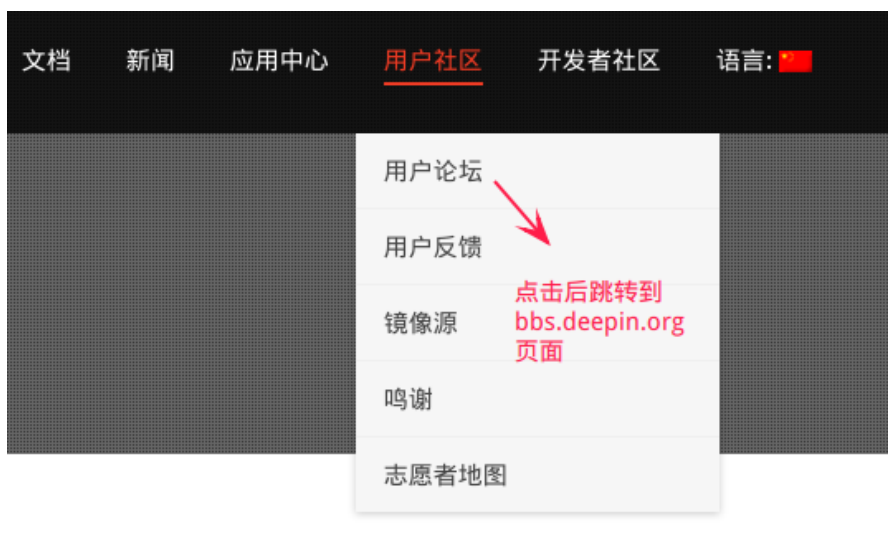 文档 新闻 应用中心 用户社区 开发者社区 语言:
用户论坛
用户反馈
点击后跳转到
bbs.deepin.org
页面
镜像源
鸣谢
志愿者地图